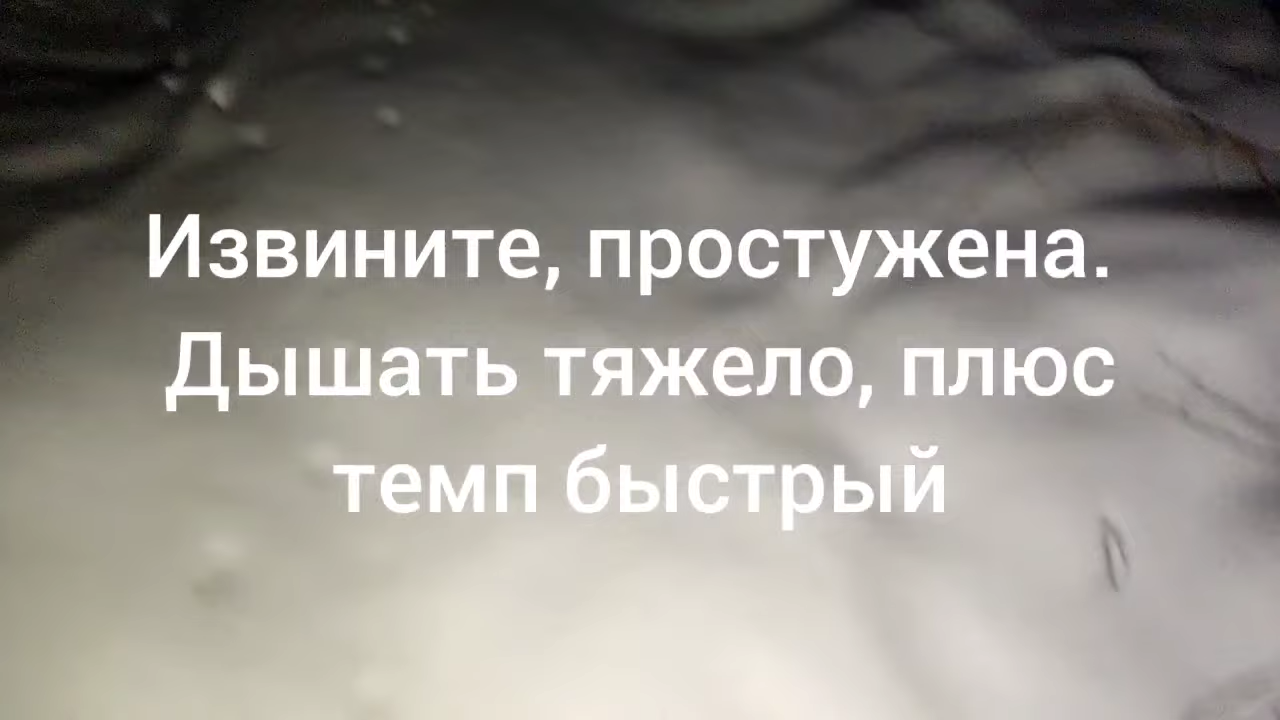 Извините, простужена.
Дышать тяжело, плюс
темп быстрый